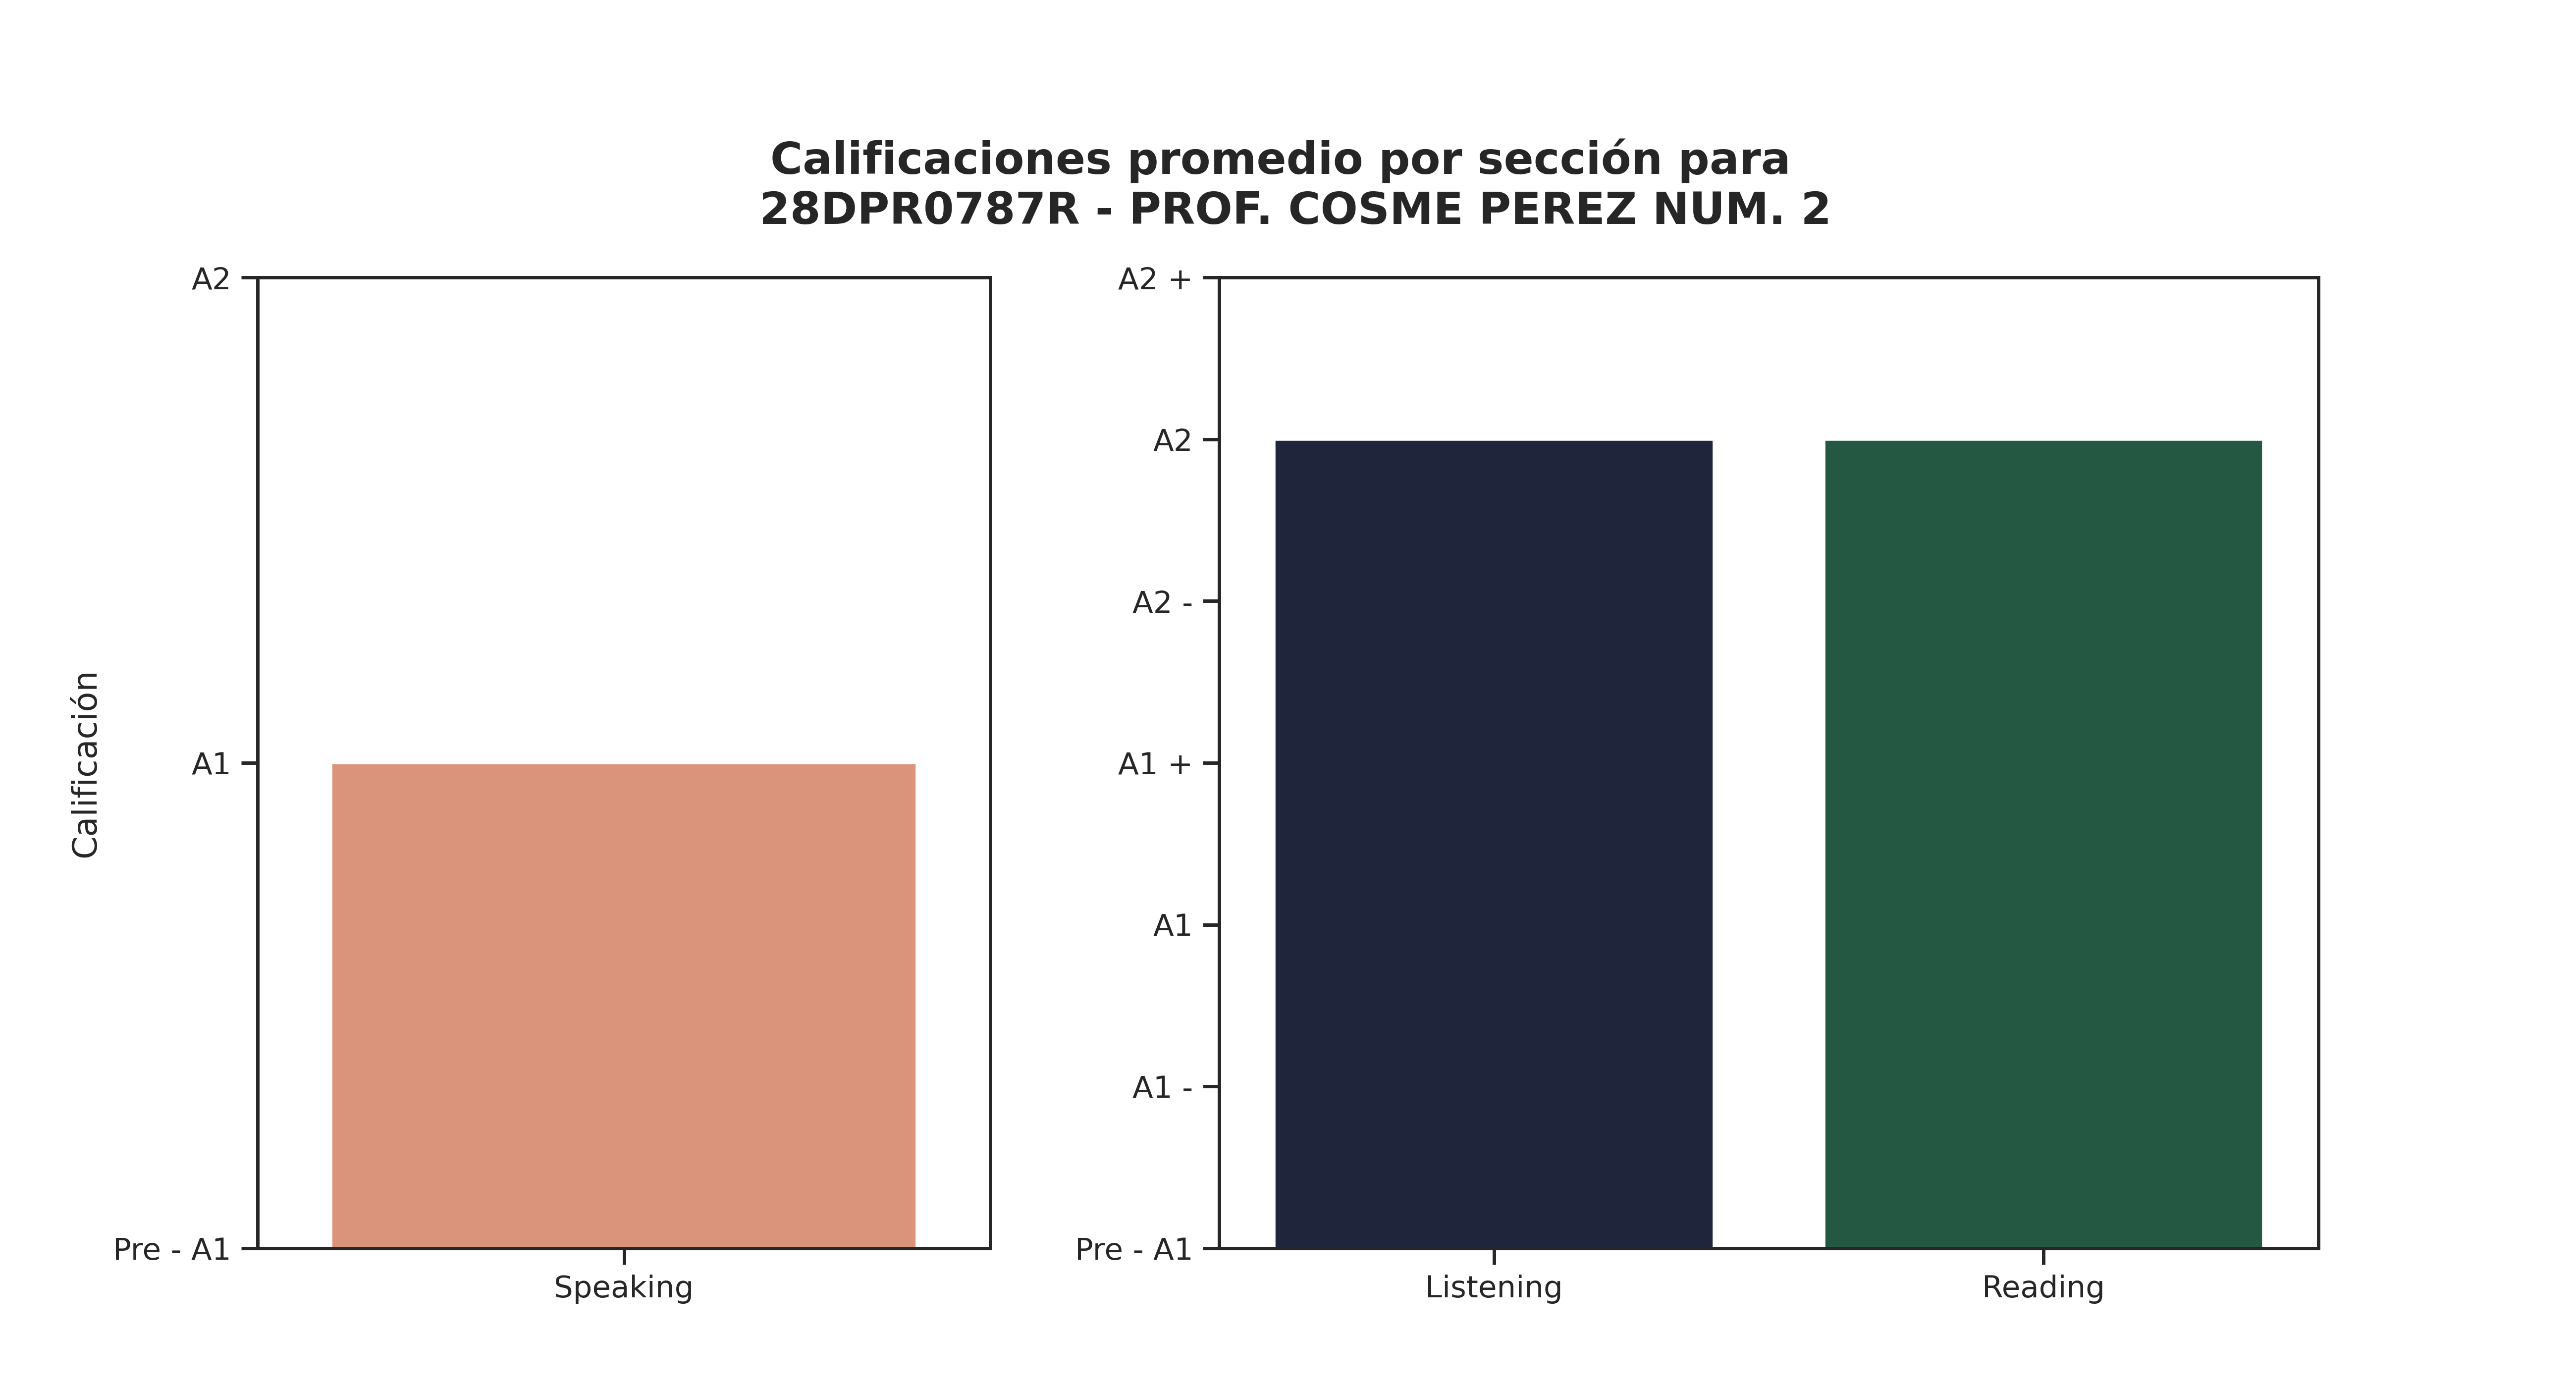 Calificaciones promedio por sección para
28DPR0787R - PROF. COSME PEREZ NUM. 2
Calificación
A2
A1
Pre - A1
Speaking
A2 +
A2
A2 -
A1 +
A1
A1 -
Pre - A1
Listening
Reading